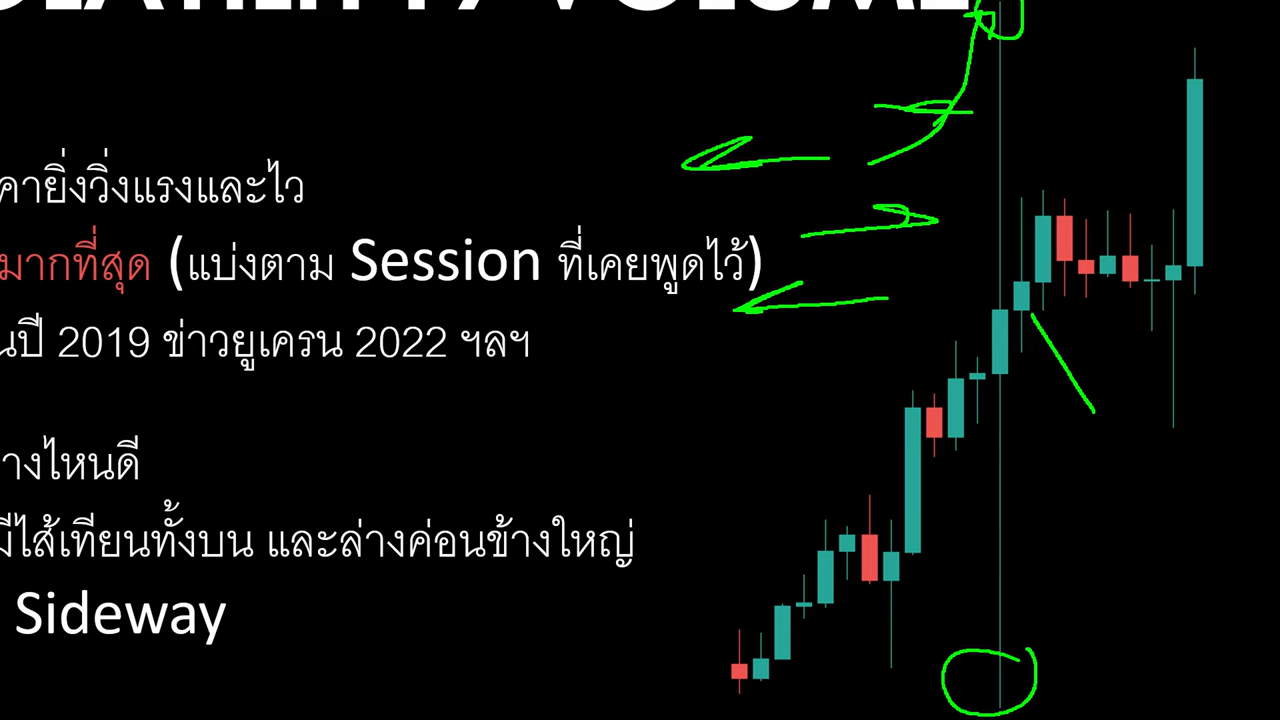 VOLUME
คายิ่งวิ่งแรงและไว
มากที่สุด (แบ่งตาม Session ที่เคยพูดไว้)
นปี 2019 ข่าวยูเครน 2022 ฯลฯ
างไหนดี
มีไส้เทียนทั้งบน และล่างค่อนข้างใหญ่
Sideway